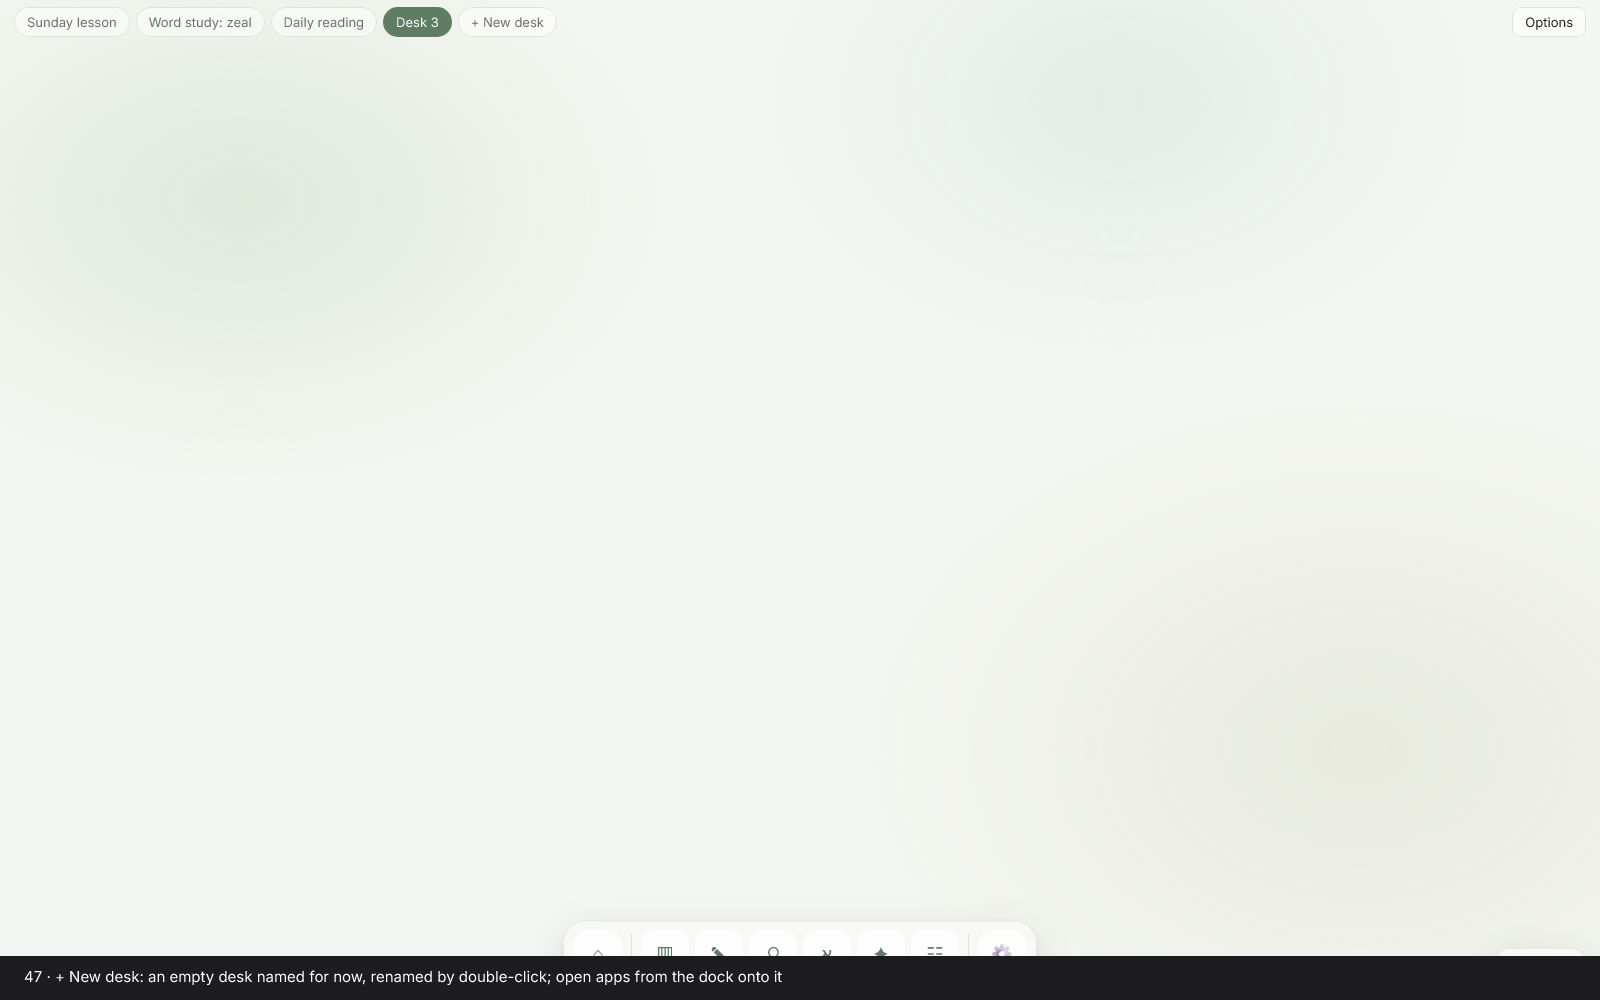 Sunday lesson
Word study: zeal
Daily reading
Desk 3
+ New desk
Options
47 · + New desk: an empty desk named for now, renamed by double-click; open apps from the dock onto it